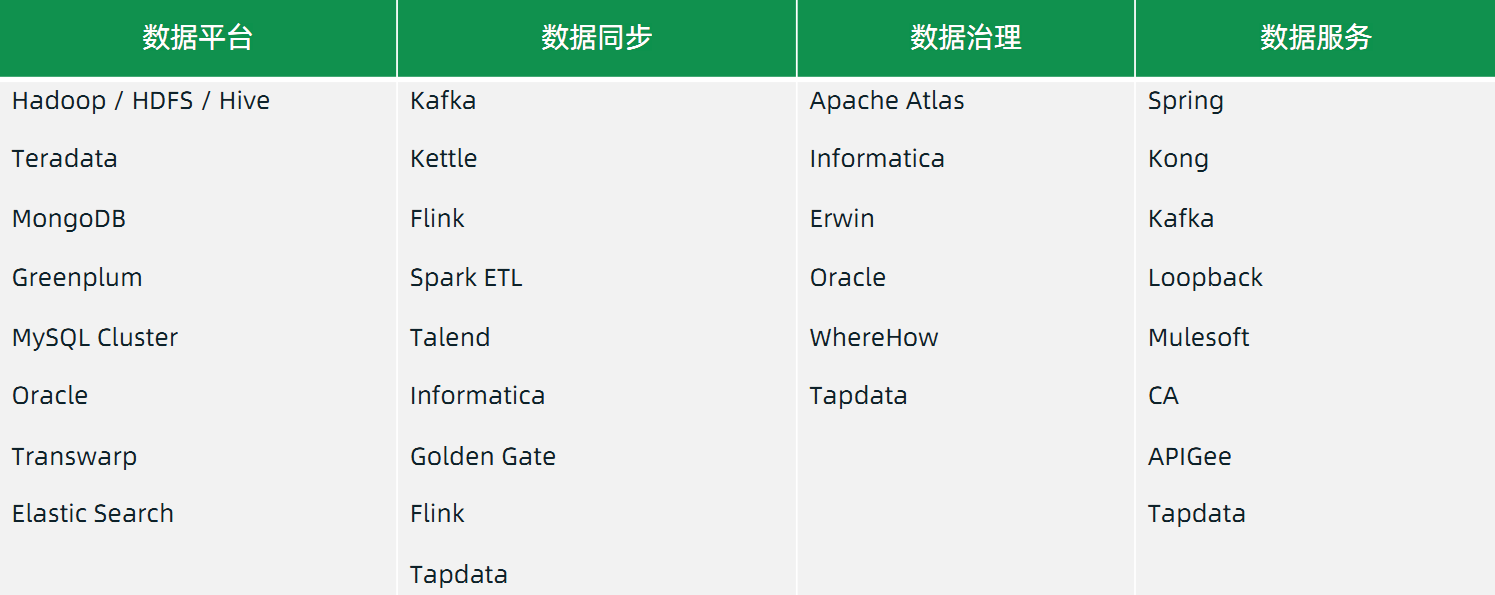 数据平台
数据同步
数据治理
数据服务
Hadoop / HDFS / Hive
Kafka
Apache Atlas
Spring
Teradata
Kettle
Informatica
Kong
MongoDB
Flink
Erwin
Kafka
Greenplum
Spark ETL
Oracle
Loopback
MySQL Cluster
Talend
WhereHow
Mulesoft
Oracle
Informatica
Tapdata
CA
Transwarp
Golden Gate
APIGee
Elastic Search
Flink
Tapdata
Tapdata